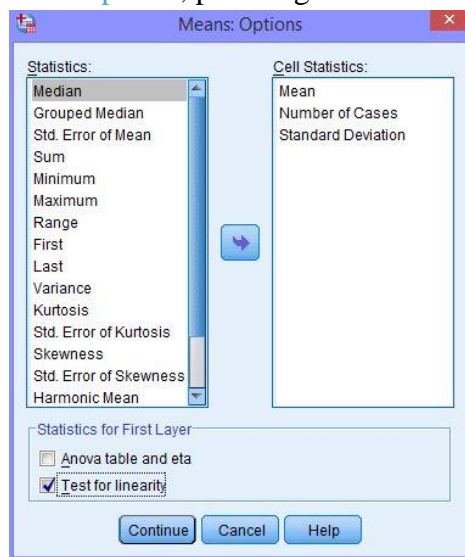 Means: Options
Statistics:
Cell Statistics:
Median
Grouped Median
Std. Error of Mean
Sum
Minimum
Maximum
Range
First
Last
Variance
Kurtosis
Std. Error of Kurtosis
Skewness
Std. Error of Skewness
Harmonic Mean
Mean
Number of Cases
Standard Deviation
Statistics for First Layer
Anova table and eta
Test for linearity
Continue
Cancel
Help